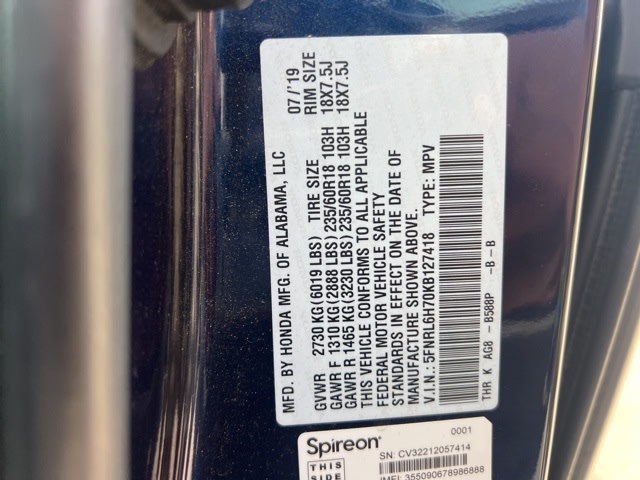 MFD. BY HONDA MFG. OF ALABAMA, LLC 07/'19
GVWR 2730 KG (6019 LBS) TIRE SIZE RIM SIZE
GAWR F 1310 KG (2888 LBS) 235/60R18 103H 18X7.5J
GAWR R 1465 KG (3230 LBS) 235/60R18 103H 18X7.5J
THIS VEHICLE CONFORMS TO ALL APPLICABLE
FEDERAL MOTOR VEHICLE SAFETY
STANDARDS IN EFFECT ON THE DATE OF
MANUFACTURE SHOWN ABOVE.
V.I.N.: 5FNRL6H70KB127418 TYPE: MPV
THR K AG8 - B588P -B-B
Spireon 0001
SN: CV32212057414
THIS
SIDE
IMEI: 355090678986888